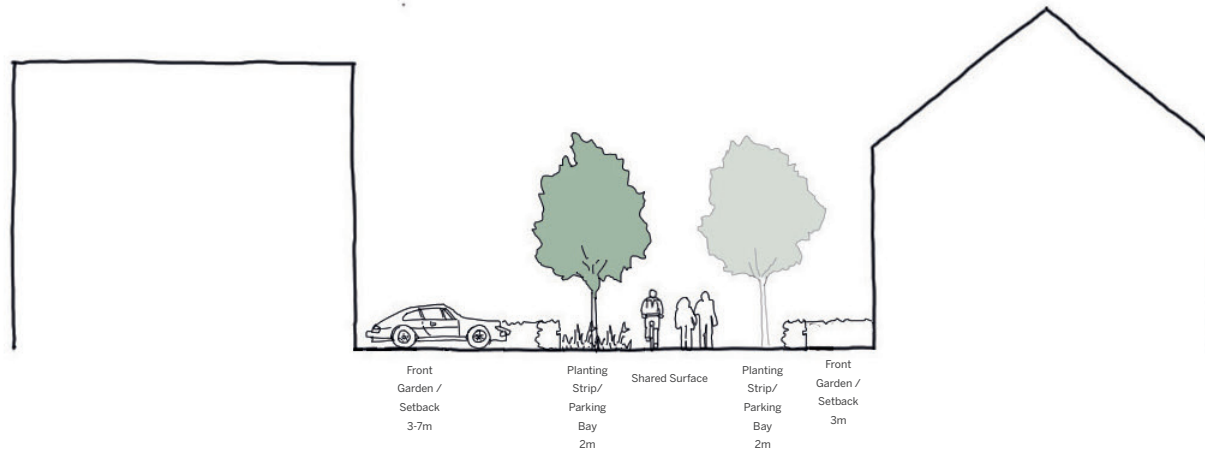 Front
Garden /
Setback
3-7m
Planting
Strip/
Parking
Bay
2m
Shared Surface
Planting
Strip/
Parking
Bay
2m
Front
Garden /
Setback
3m